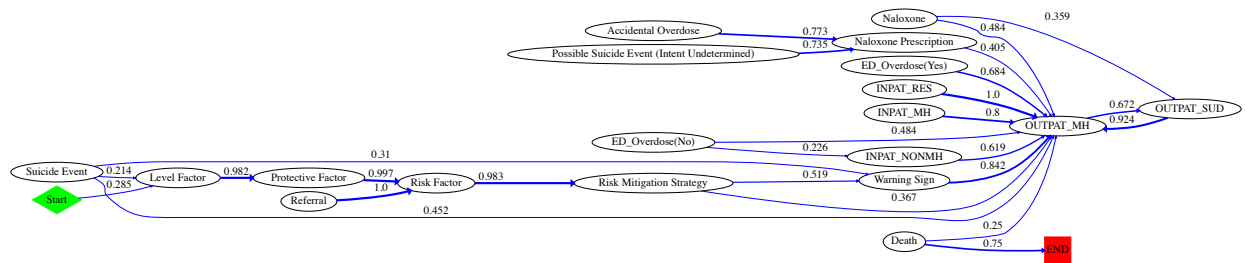 Naloxone
0.359
0.484
Accidental Overdose
0.773
Naloxone Prescription
0.735
0.405
Possible Suicide Event (Intent Undetermined)
ED_Overdose(Yes)
0.684
INPAT_RES
1.0
INPAT_MH
0.8
0.672
OUTPAT_SUD
OUTPAT_MH
0.924
0.484
ED_Overdose(No)
0.226
INPAT_NONMH
0.619
0.31
0.842
Suicide Event
0.214
Level Factor
0.982
Protective Factor
0.997
Risk Factor
0.983
Risk Mitigation Strategy
0.519
Warning Sign
0.285
Start
1.0
Referral
0.367
0.452
0.25
Death
0.75
END